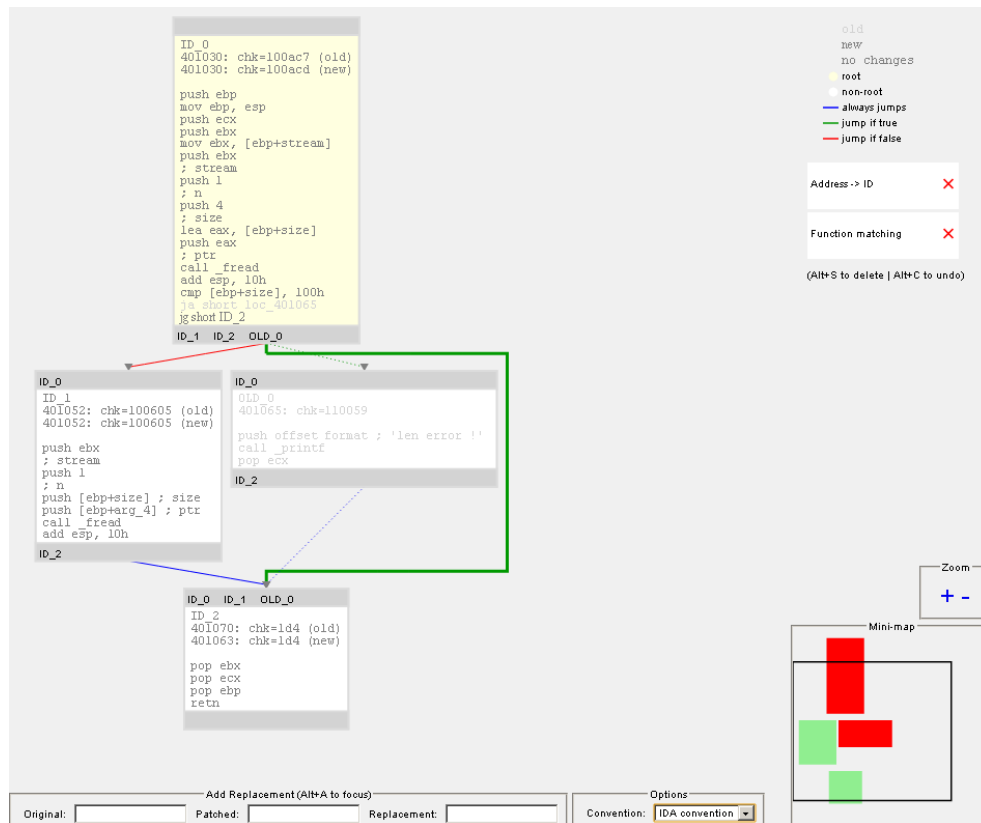 ID_0
401030: chk=100ac7 (old)
401030: chk=100acd (new)
push ebp
mov ebp, esp
push ecx
push ebx
mov ebx, [ebp+stream]
push ebx
; stream
push 1
; n
push 4
; size
lea eax, [ebp+size]
push eax
; ptr
call _fread
add esp, 10h
cmp [ebp+size], 100h
ja short loc_401065
jg short ID_2
ID_1 ID_2 OLD_0
old
new
no changes
root
non-root
always jumps
jump if true
jump if false
Address -> ID
Function matching
(Alt+S to delete | Alt+C to undo)
ID_0
ID_1
401052: chk=100605 (old)
401052: chk=100605 (new)
push ebx
; stream
push 1
; n
push [ebp+size] ; size
push [ebp+arg_4] ; ptr
call _fread
add esp, 10h
ID_2
ID_0
OLD_0
401065: chk=110059
push offset format ; 'len error !'
call _printf
pop ecx
ID_2
ID_0 ID_1 OLD_0
ID_2
401070: chk=1d4 (old)
401063: chk=1d4 (new)
pop ebx
pop ecx
pop ebp
retn
Zoom
+ -
Mini-map
Add Replacement (Alt+A to focus)
Original: Patched: Replacement:
Options
Convention: IDA convention